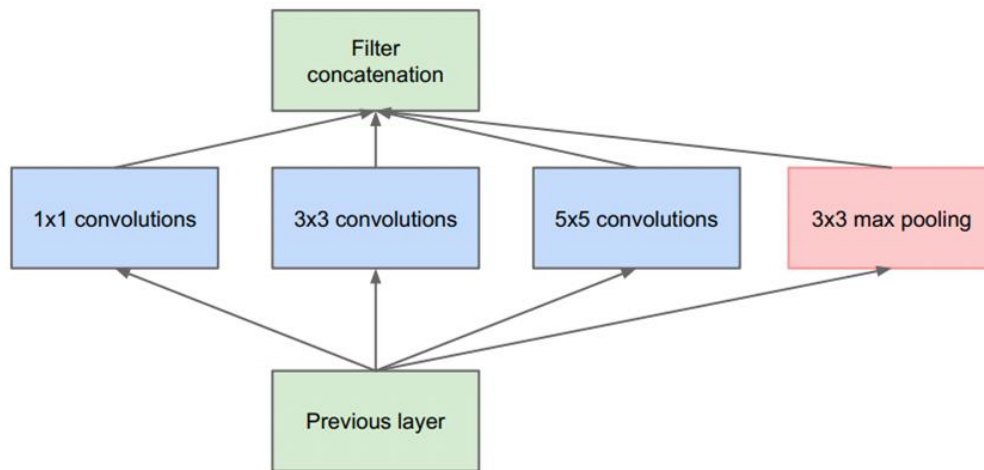 Filter
concatenation
1x1 convolutions
3x3 convolutions
5x5 convolutions
3x3 max pooling
Previous layer